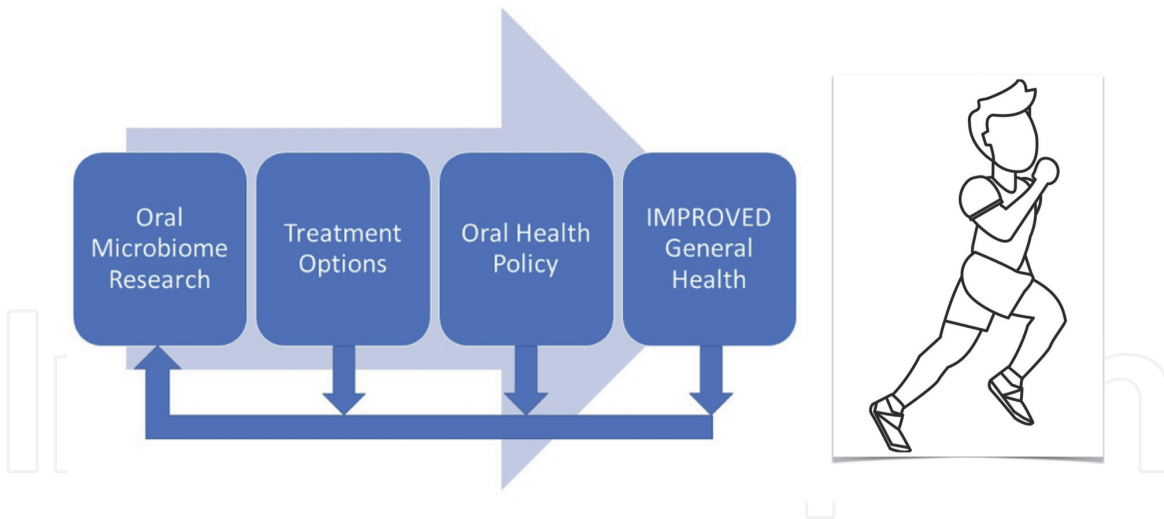 Oral
Microbiome
Research
Treatment
Options
Oral Health
Policy
IMPROVED
General
Health